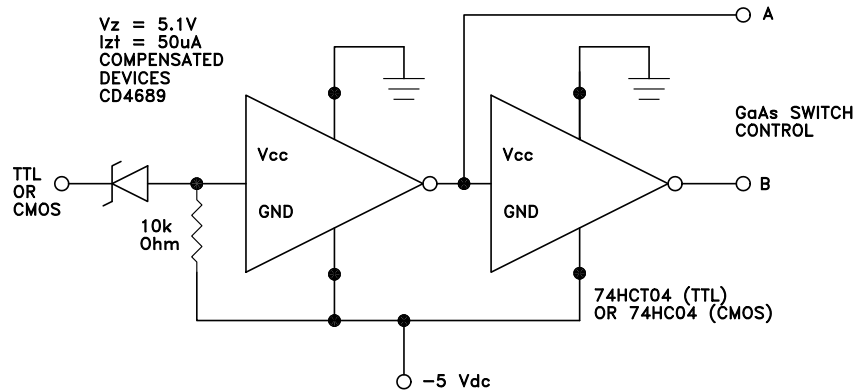 Vz = 5.1V
Izt = 50uA
COMPENSATED
DEVICES
CD4689
A
GaAs SWITCH
CONTROL
Vcc
Vcc
TTL
OR
CMOS
B
GND
GND
10k
Ohm
74HCT04 (TTL)
OR 74HC04 (CMOS)
-5 Vdc